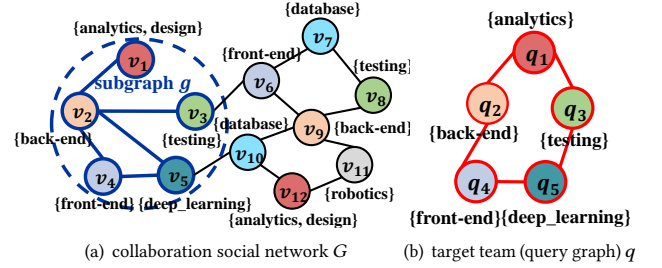 {analytics, design}
v1
subgraph g
v2
{back-end}
v3
{testing}
v4
{front-end}
v5
{deep_learning}
{database}
v7
{front-end}
v6
{testing}
v8
{database}
v9
{back-end}
v10
v11
{robotics}
v12
{analytics, design}
(a) collaboration social network G
{analytics}
q1
q2
{back-end}
q3
{testing}
q4
q5
{front-end}{deep_learning}
(b) target team (query graph) q